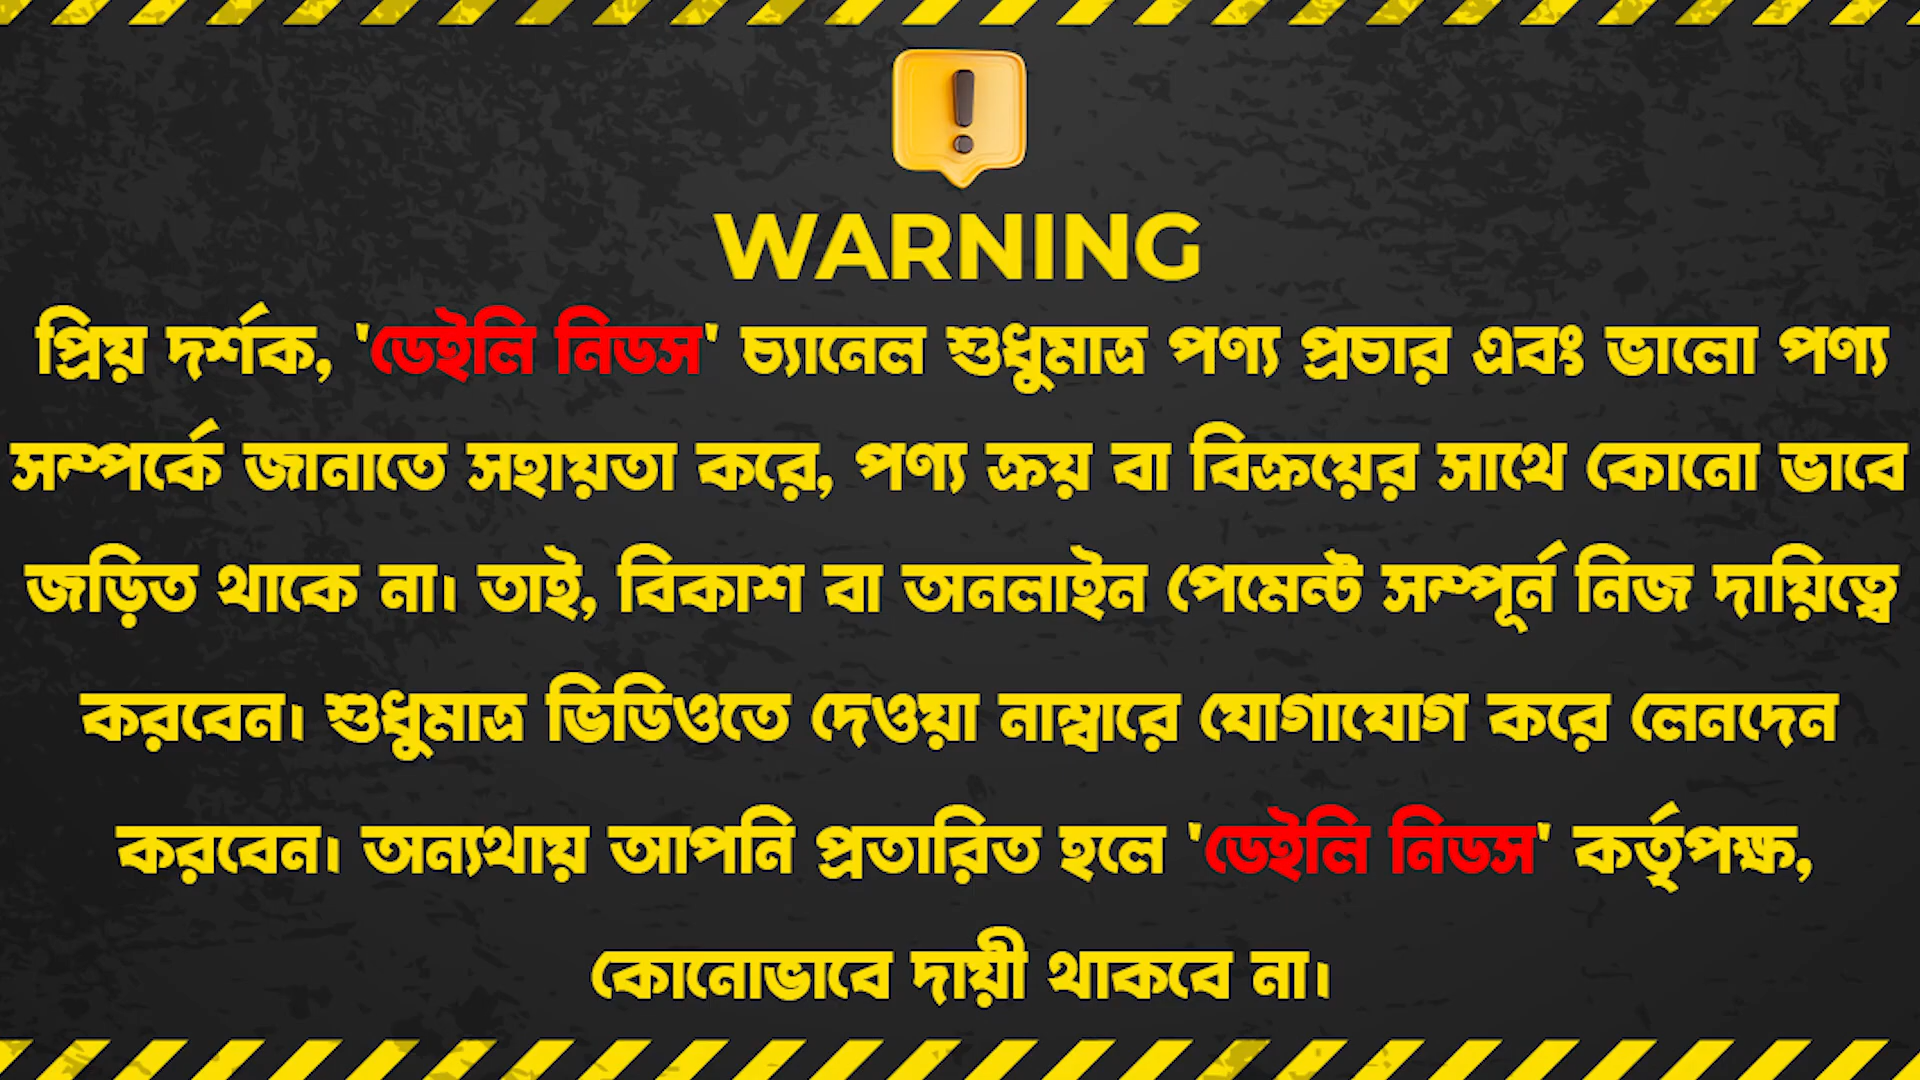 WARNING
প্রিয় দর্শক, 'ডেইলি নিডস' চ্যানেল শুধুমাত্র পণ্য প্রচার এবং ভালো পণ্য
সম্পর্কে জানাতে সহায়তা করে, পণ্য ক্রয় বা বিক্রয়ের সাথে কোনো ভাবে
জড়িত থাকে না। তাই, বিকাশ বা অনলাইন পেমেন্ট সম্পূর্ন নিজ দায়িত্বে
করবেন। শুধুমাত্র ভিডিওতে দেওয়া নাম্বারে যোগাযোগ করে লেনদেন
করবেন। অন্যথায় আপনি প্রতারিত হলে 'ডেইলি নিডস' কর্তৃপক্ষ,
কোনোভাবে দায়ী থাকবে না।